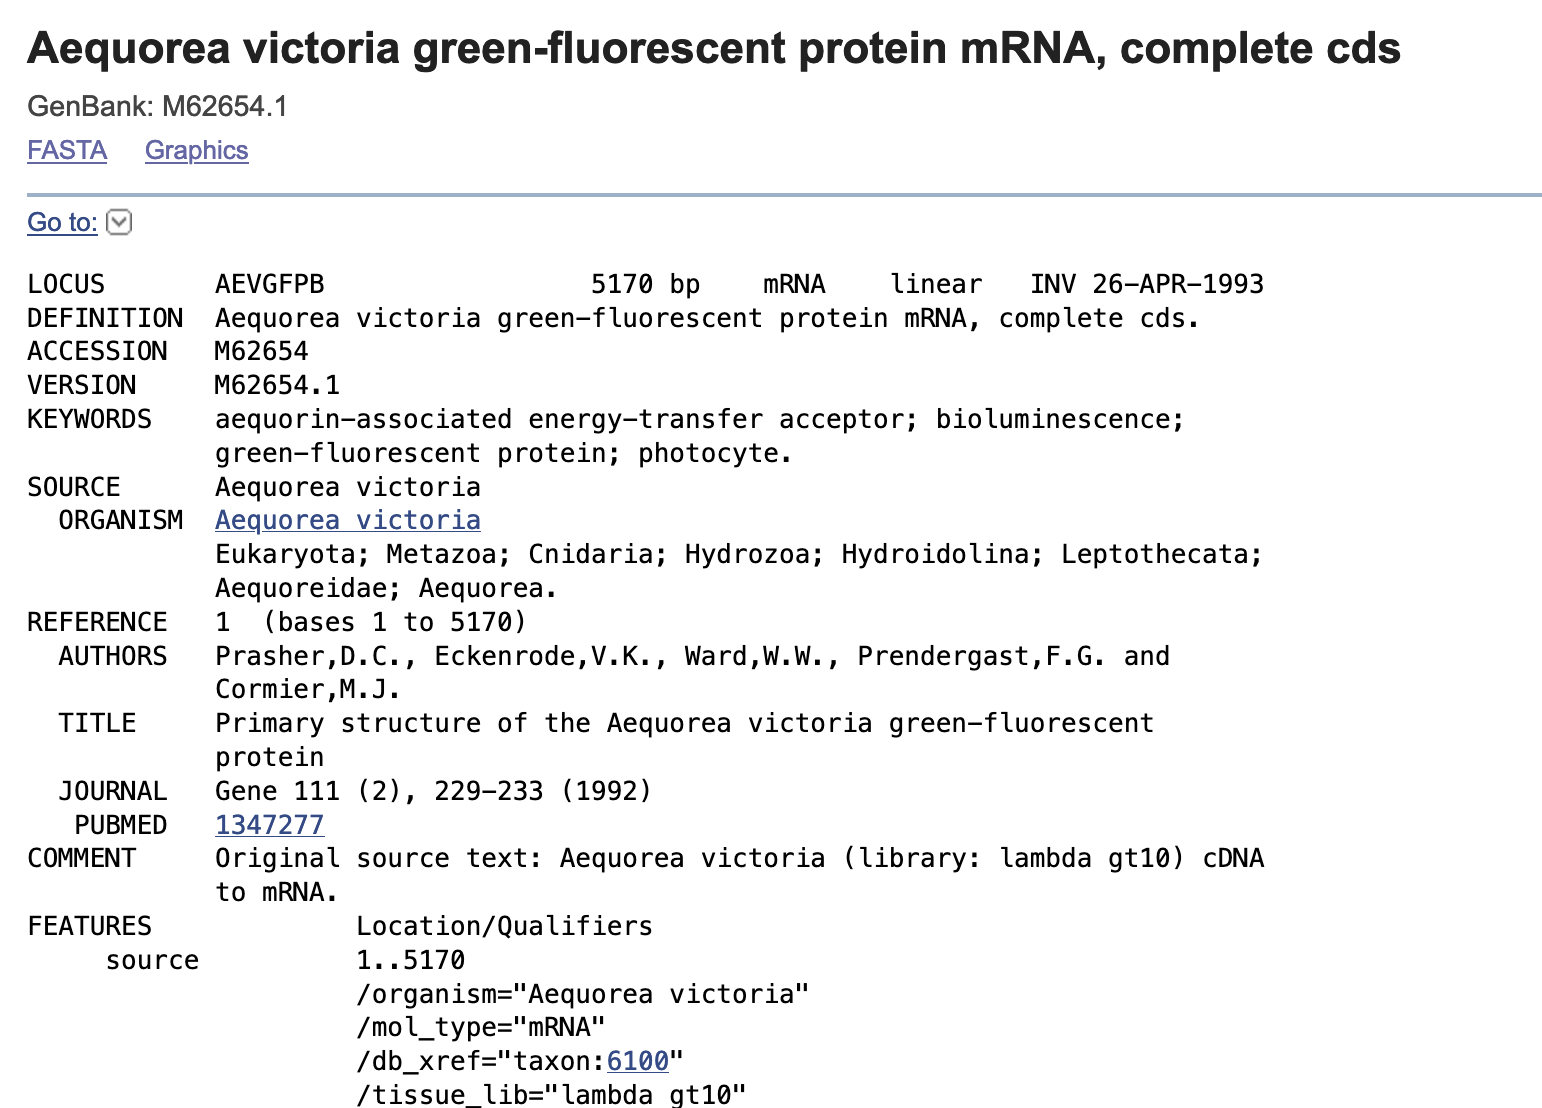 Aequorea victoria green-fluorescent protein mRNA, complete cds
GenBank: M62654.1
FASTA Graphics
Go to:
LOCUS AEVGFPB 5170 bp mRNA linear INV 26-APR-1993
DEFINITION Aequorea victoria green-fluorescent protein mRNA, complete cds.
ACCESSION M62654
VERSION M62654.1
KEYWORDS aequorin-associated energy-transfer acceptor; bioluminescence;
green-fluorescent protein; photocyte.
SOURCE Aequorea victoria
ORGANISM Aequorea victoria
Eukaryota; Metazoa; Cnidaria; Hydrozoa; Hydroidolina; Leptothecata;
Aequoreidae; Aequorea.
REFERENCE 1 (bases 1 to 5170)
AUTHORS Prasher,D.C., Eckenrode,V.K., Ward,W.W., Prendergast,F.G. and
Cormier,M.J.
TITLE Primary structure of the Aequorea victoria green-fluorescent
protein
JOURNAL Gene 111 (2), 229-233 (1992)
PUBMED 1347277
COMMENT Original source text: Aequorea victoria (library: lambda gt10) cDNA
to mRNA.
FEATURES Location/Qualifiers
source 1..5170
/organism="Aequorea victoria"
/mol_type="mRNA"
/db_xref="taxon:6100"
/tissue_lib="lambda gt10"